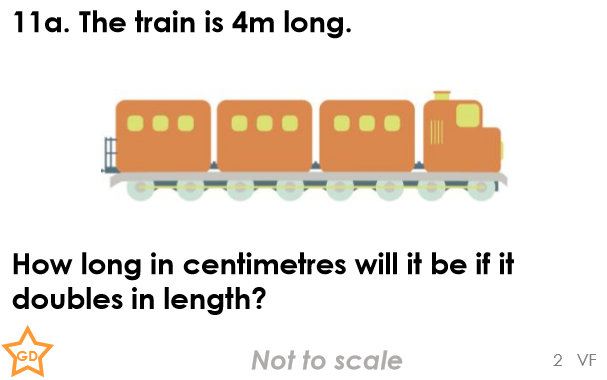 11a. The train is 4m long.
How long in centimetres will it be if it
doubles in length?
GD
Not to scale
2 VF